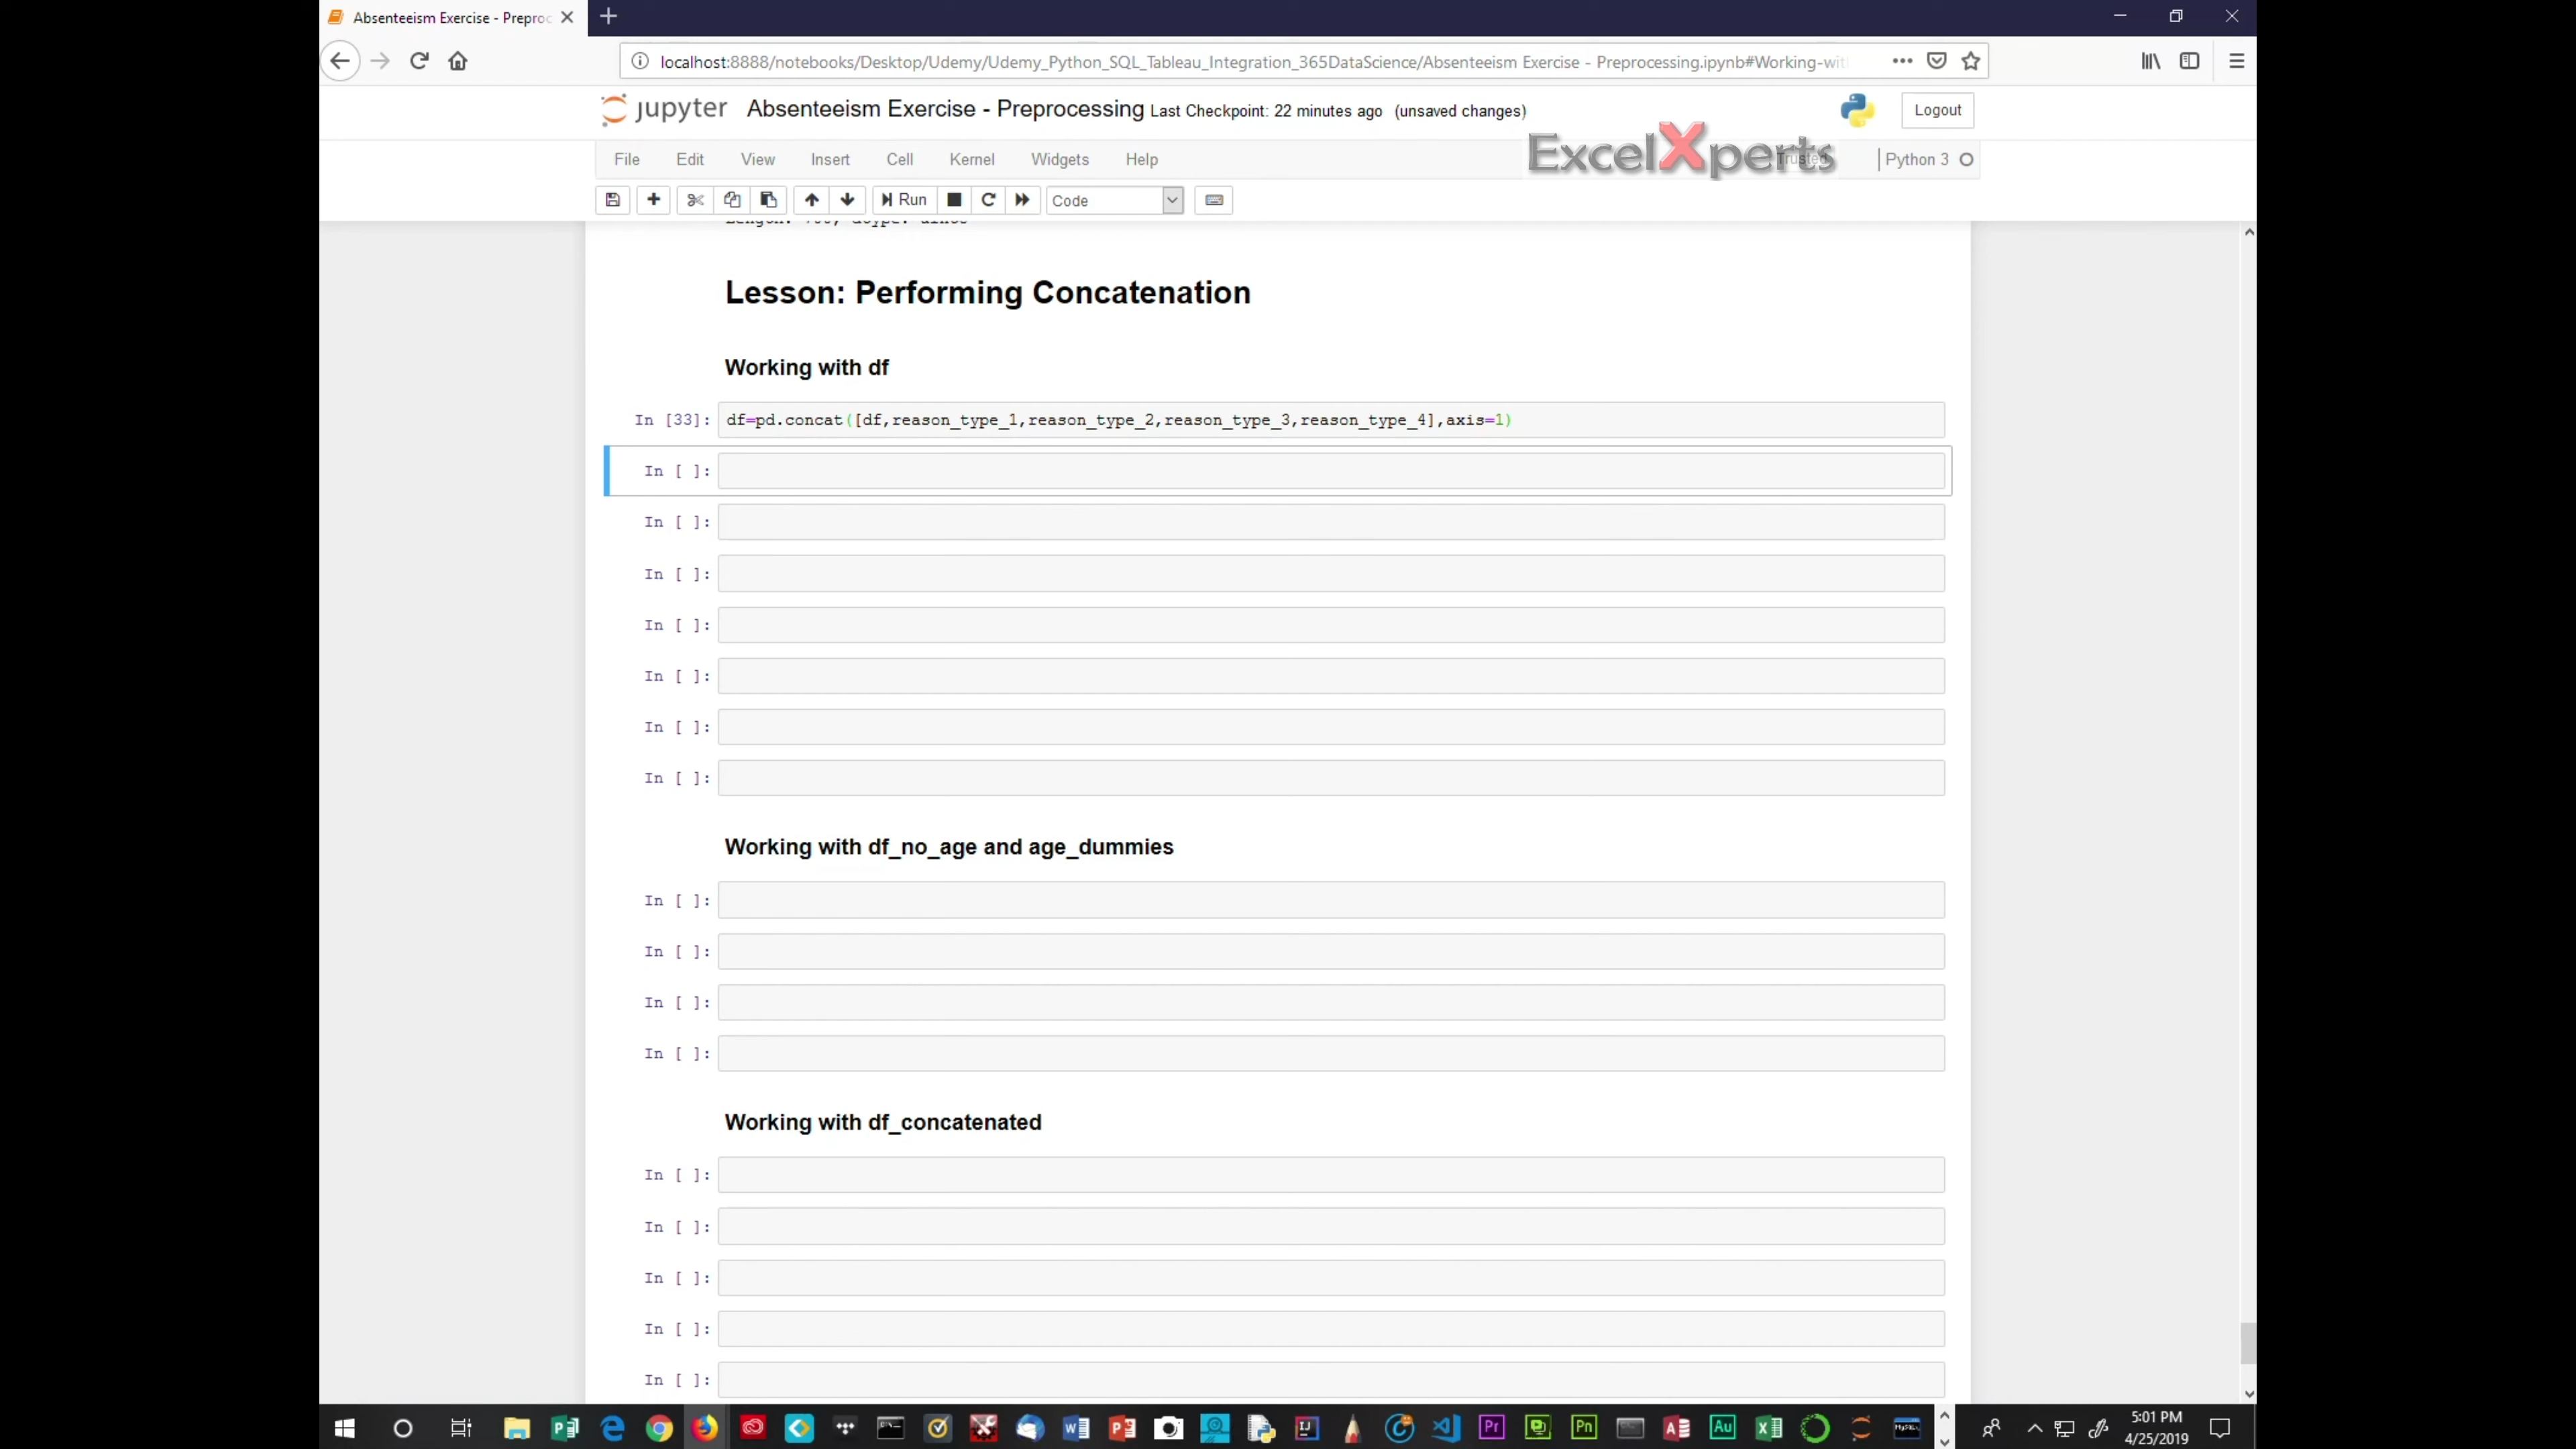 Absenteeism Exercise - Preproc
localhost:8888/notebooks/Desktop/Udemy/Udemy_Python_SQL_Tableau_Integration_365DataScience/Absenteeism Exercise - Preprocessing.ipynb#Working-wit
jupyter Absenteeism Exercise - Preprocessing Last Checkpoint: 22 minutes ago (unsaved changes)
Logout
ExcelXperts
File Edit View Insert Cell Kernel Widgets Help Trusted Python 3
Run Code
Lesson: Performing Concatenation
Working with df
In [33]: df=pd.concat([df,reason_type_1,reason_type_2,reason_type_3,reason_type_4],axis=1)
In [ ]:
In [ ]:
In [ ]:
In [ ]:
In [ ]:
In [ ]:
In [ ]:
Working with df_no_age and age_dummies
In [ ]:
In [ ]:
In [ ]:
In [ ]:
Working with df_concatenated
In [ ]:
In [ ]:
In [ ]:
In [ ]:
In [ ]:
5:01 PM
4/25/2019